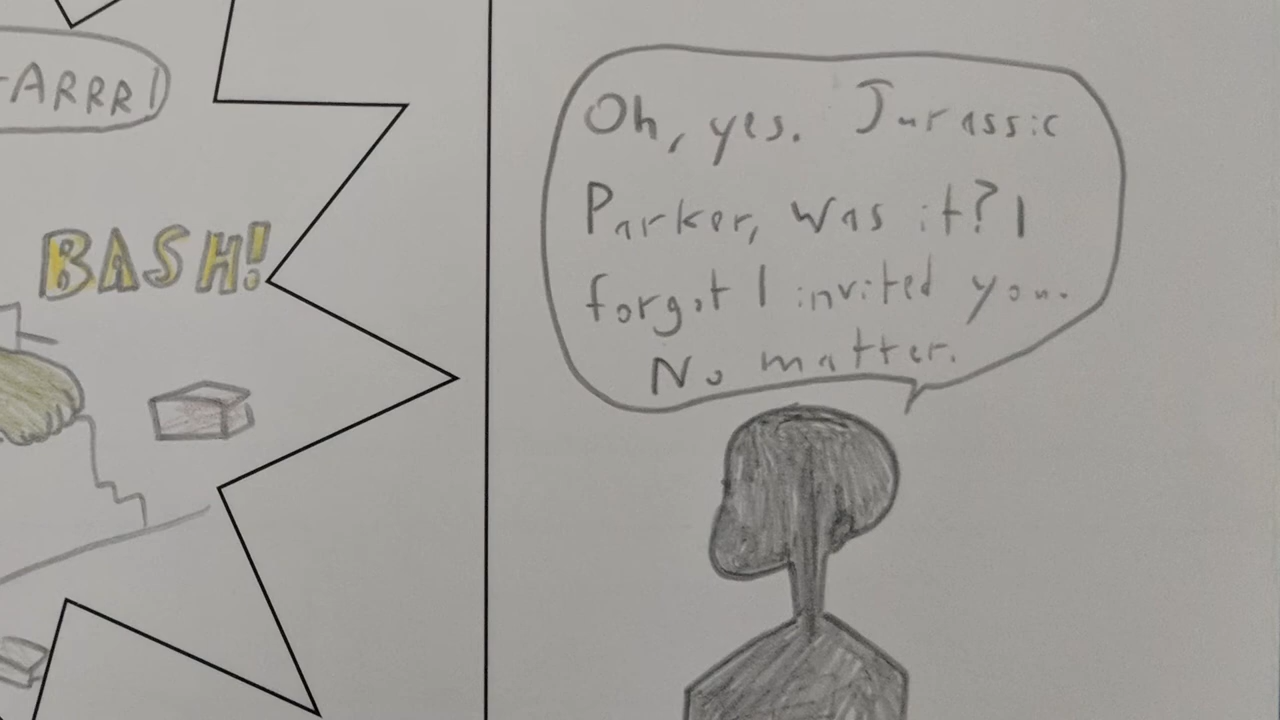 ARRR!
BASH!
Oh, yes. Jurassic
Parker, was it? I
forgot I invited you.
No matter.